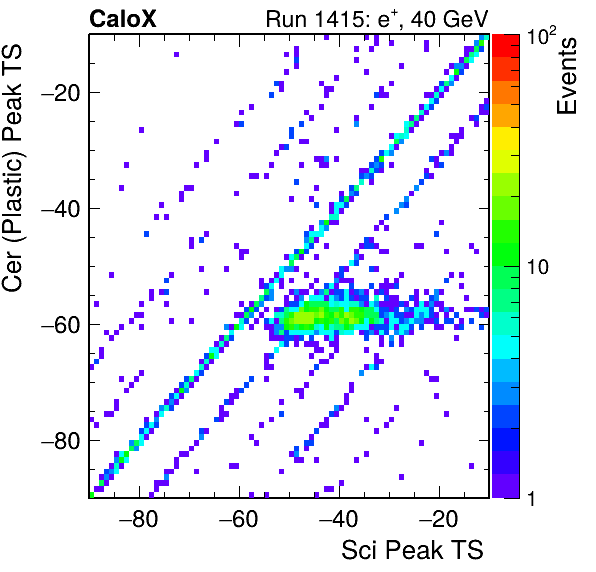 CaloX Run 1415: e⁺, 40 GeV
Cer (Plastic) Peak TS
−20
−40
−60
−80
−80 −60 −40 −20
Sci Peak TS
10²
10
1
Events